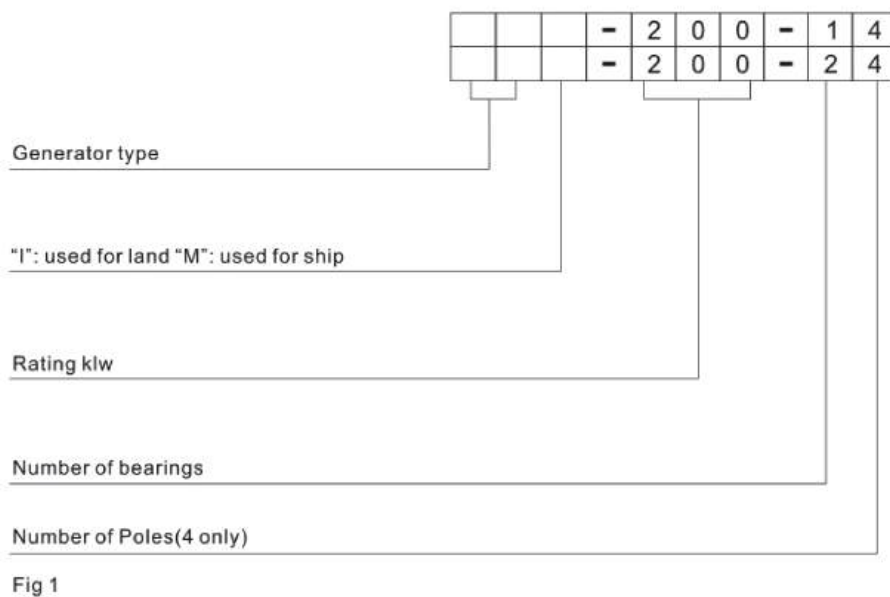 - 2 0 0 - 1 4
- 2 0 0 - 2 4
Generator type
“I”: used for land “M”: used for ship
Rating klw
Number of bearings
Number of Poles(4 only)
Fig 1